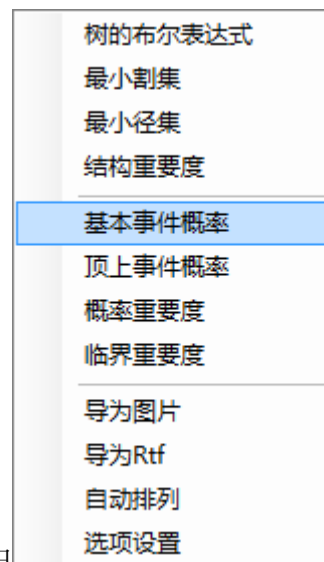 树的布尔表达式
最小割集
最小径集
结构重要度
基本事件概率
顶上事件概率
概率重要度
临界重要度
导为图片
导为Rtf
自动排列
选项设置